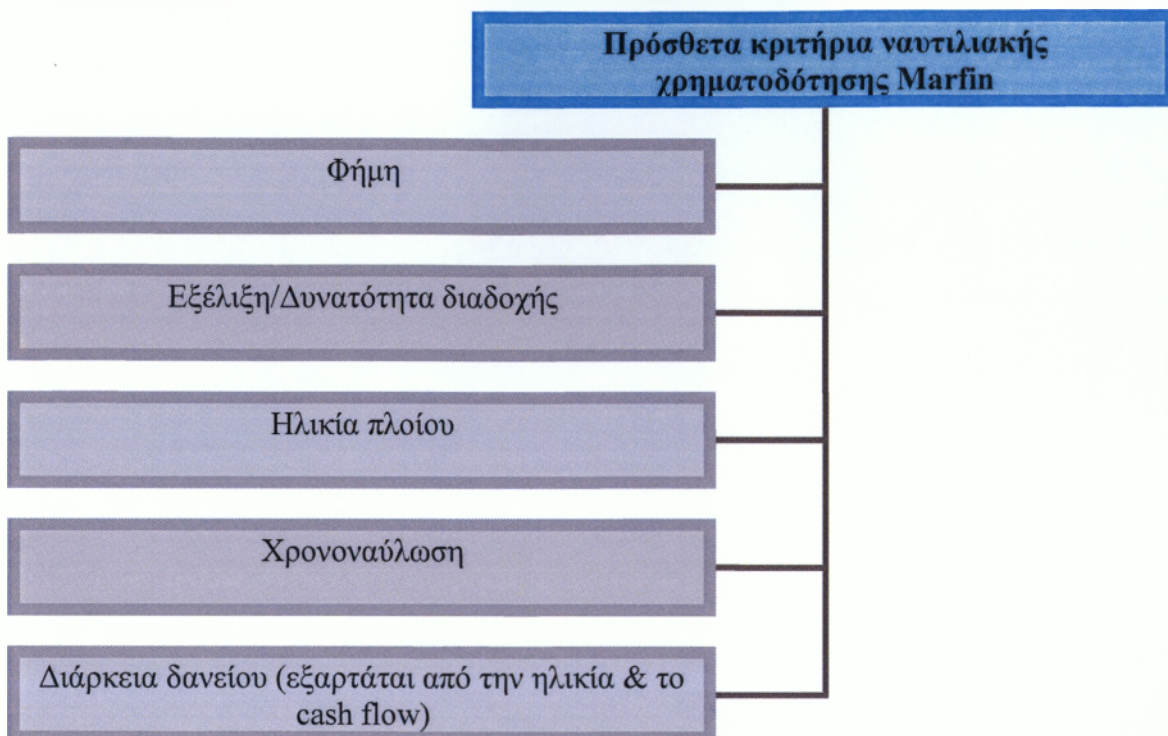 Πρόσθετα κριτήρια ναυτιλιακής
χρηματοδότησης Marfin
Φήμη
Εξέλιξη/Δυνατότητα διαδοχής
Ηλικία πλοίου
Χρονοναύλωση
Διάρκεια δανείου (εξαρτάται από την ηλικία & το
cash flow)